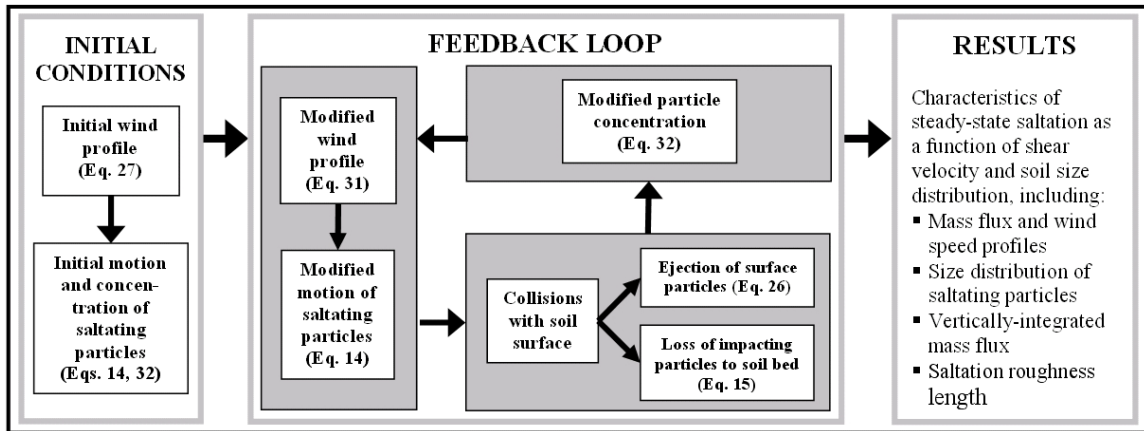 INITIAL
CONDITIONS
Initial wind
profile
(Eq. 27)
Initial motion
and concen-
tration of
saltating
particles
(Eqs. 14, 32)
FEEDBACK LOOP
Modified
wind
profile
(Eq. 31)
Modified
motion of
saltating
particles
(Eq. 14)
Collisions
with soil
surface
Ejection of surface
particles (Eq. 26)
Loss of impacting
particles to soil bed
(Eq. 15)
Modified particle
concentration
(Eq. 32)
RESULTS
Characteristics of
steady-state saltation as
a function of shear
velocity and soil size
distribution, including:
▪ Mass flux and wind
speed profiles
▪ Size distribution of
saltating particles
▪ Vertically-integrated
mass flux
▪ Saltation roughness
length